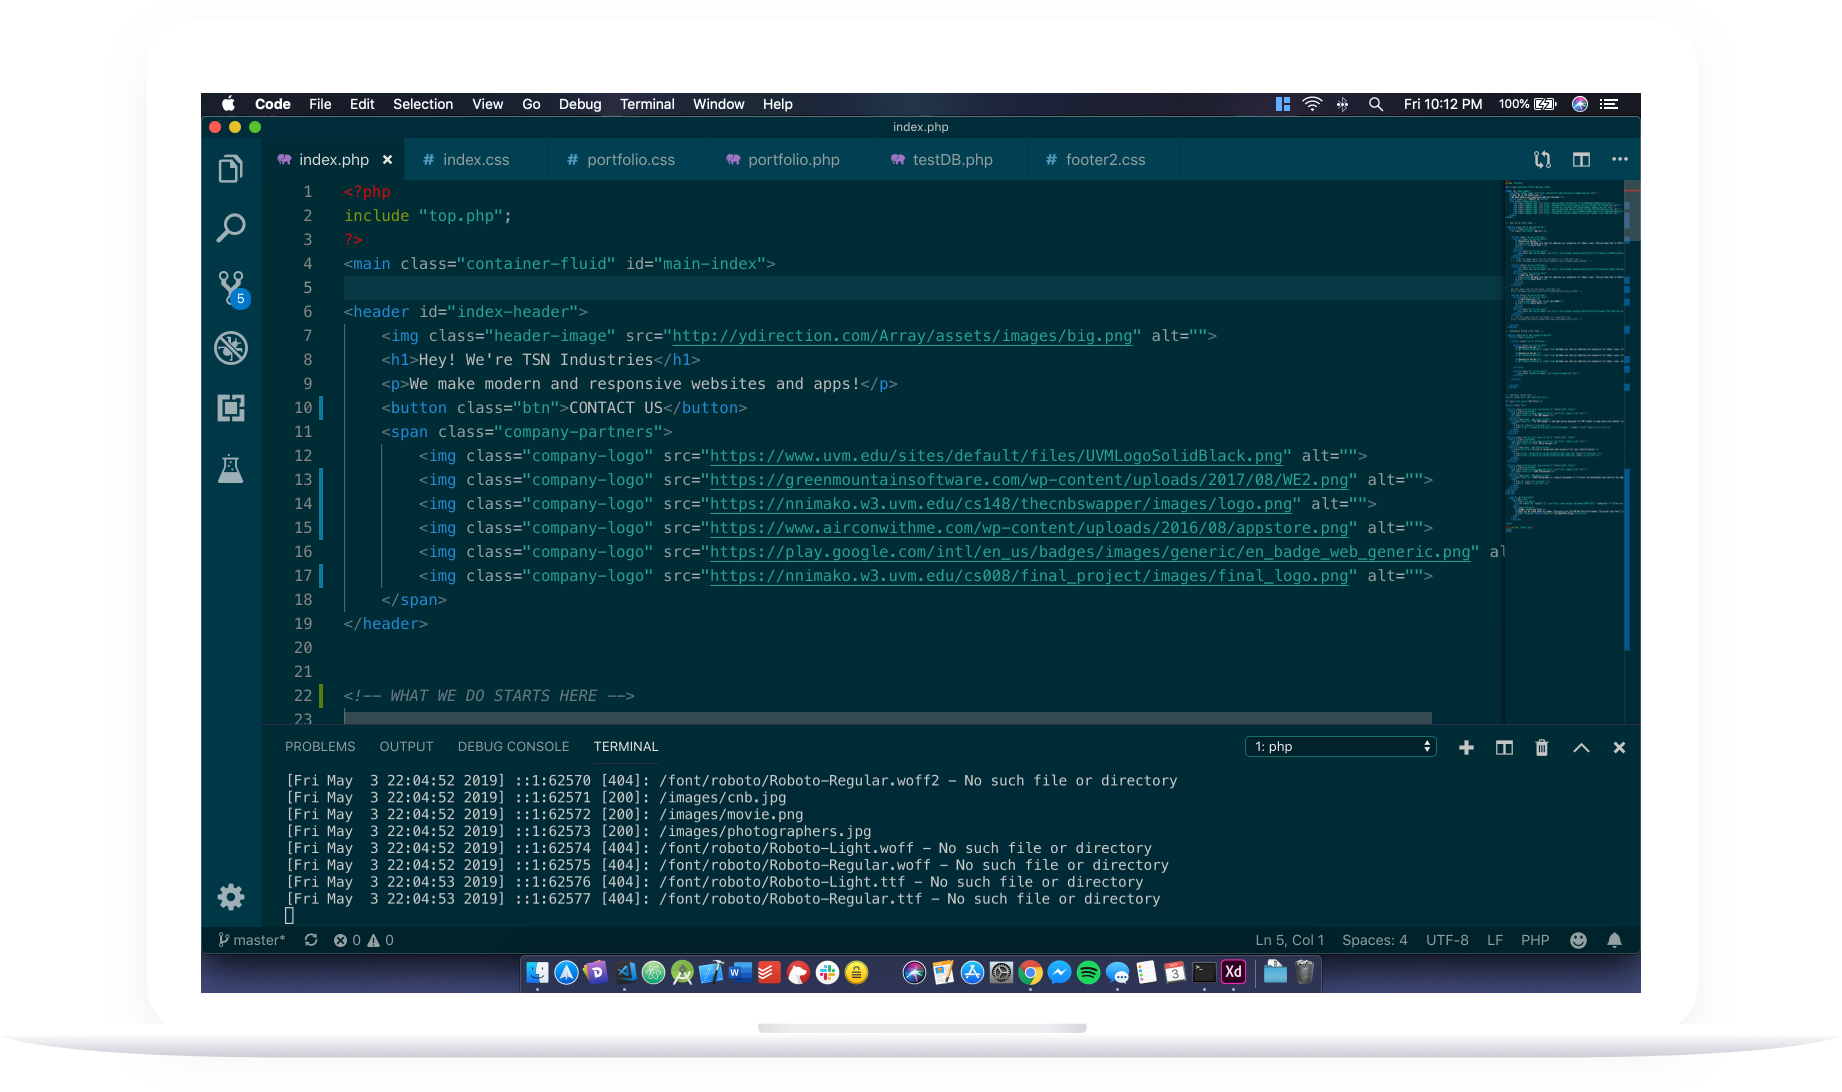 Code File Edit Selection View Go Debug Terminal Window Help Fri 10:12 PM 100%
index.php
index.php × # index.css # portfolio.css portfolio.php testDB.php # footer2.css ...
1 <?php
2 include "top.php";
3 ?>
4 <main class="container-fluid" id="main-index">
5
6 <header id="index-header">
7 <img class="header-image" src="http://ydirection.com/Array/assets/images/big.png" alt="">
8 <h1>Hey! We're TSN Industries</h1>
9 <p>We make modern and responsive websites and apps!</p>
10 <button class="btn">CONTACT US</button>
11 <span class="company-partners">
12 <img class="company-logo" src="https://www.uvm.edu/sites/default/files/UVMLogoSolidBlack.png" alt="">
13 <img class="company-logo" src="https://greenmountainsoftware.com/wp-content/uploads/2017/08/WE2.png" alt="">
14 <img class="company-logo" src="https://nnimako.w3.uvm.edu/cs148/thecnbswapper/images/logo.png" alt="">
15 <img class="company-logo" src="https://www.airconwithme.com/wp-content/uploads/2016/08/appstore.png" alt="">
16 <img class="company-logo" src="https://play.google.com/intl/en_us/badges/images/generic/en_badge_web_generic.png" al
17 <img class="company-logo" src="https://nnimako.w3.uvm.edu/cs008/final_project/images/final_logo.png" alt="">
18 </span>
19 </header>
20
21
22 <!-- WHAT WE DO STARTS HERE -->
23
5
PROBLEMS OUTPUT DEBUG CONSOLE TERMINAL 1: php
[Fri May  3 22:04:52 2019] ::1:62570 [404]: /font/roboto/Roboto-Regular.woff2 - No such file or directory
[Fri May  3 22:04:52 2019] ::1:62571 [200]: /images/cnb.jpg
[Fri May  3 22:04:52 2019] ::1:62572 [200]: /images/movie.png
[Fri May  3 22:04:52 2019] ::1:62573 [200]: /images/photographers.jpg
[Fri May  3 22:04:52 2019] ::1:62574 [404]: /font/roboto/Roboto-Light.woff - No such file or directory
[Fri May  3 22:04:52 2019] ::1:62575 [404]: /font/roboto/Roboto-Regular.woff - No such file or directory
[Fri May  3 22:04:53 2019] ::1:62576 [404]: /font/roboto/Roboto-Light.ttf - No such file or directory
[Fri May  3 22:04:53 2019] ::1:62577 [404]: /font/roboto/Roboto-Regular.ttf - No such file or directory
master* 0 0 Ln 5, Col 1 Spaces: 4 UTF-8 LF PHP
D W 3 Xd